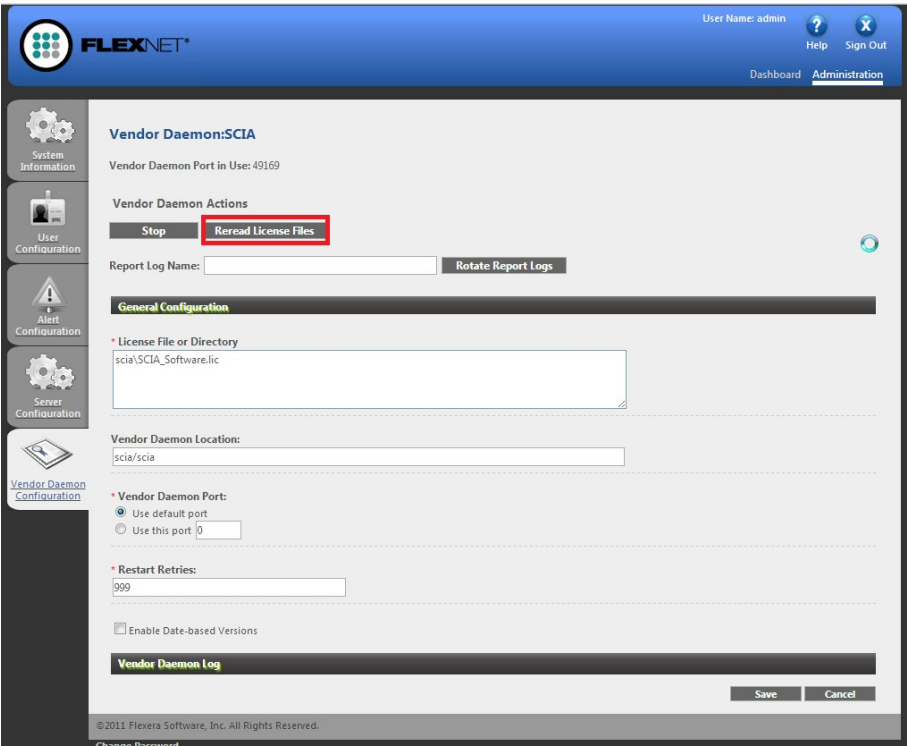 User Name: admin
FLEXNET
Help
Sign Out
Dashboard
Administration
System Information
User Configuration
Alert Configuration
Server Configuration
Vendor Daemon Configuration
Vendor Daemon:SCIA
Vendor Daemon Port in Use: 49169
Vendor Daemon Actions
Stop
Reread License Files
Report Log Name:
Rotate Report Logs
General Configuration
* License File or Directory
scia\SCIA_Software.lic
Vendor Daemon Location:
scia/scia
* Vendor Daemon Port:
Use default port
Use this port 0
* Restart Retries:
999
Enable Date-based Versions
Vendor Daemon Log
Save
Cancel
©2011 Flexera Software, Inc. All Rights Reserved.
Change Password